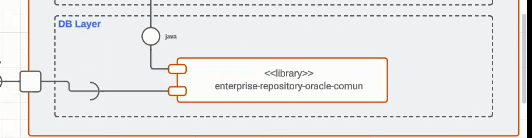 DB Layer
java
<<library>>
enterprise-repository-oracle-comun